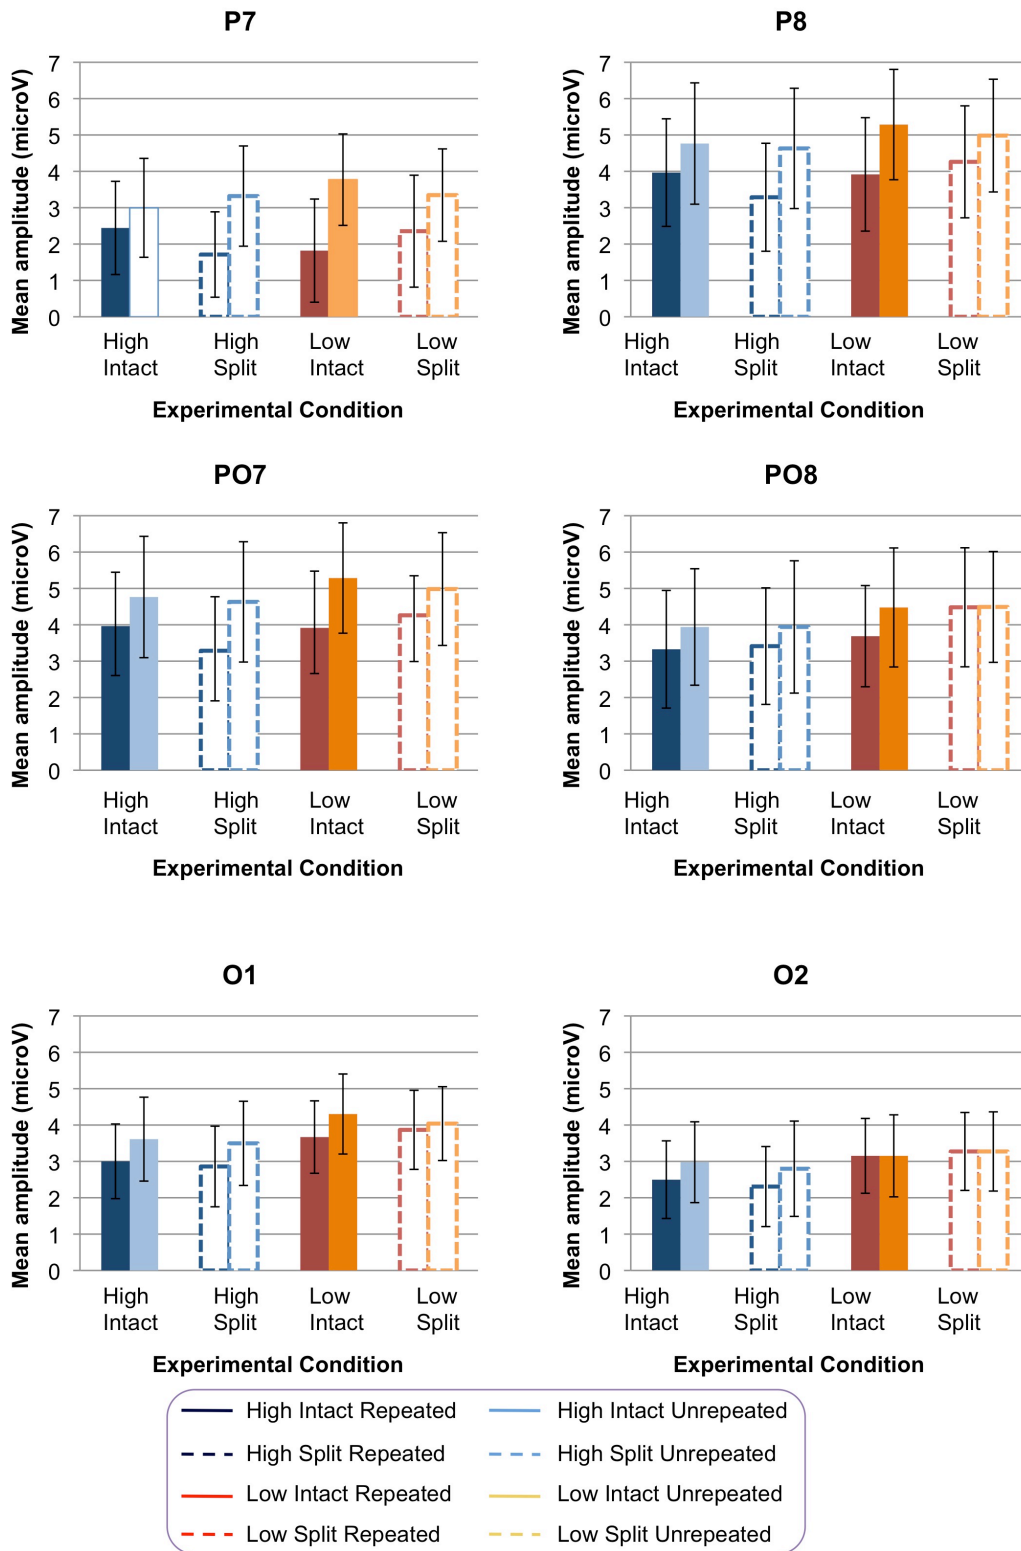 P7
Mean amplitude (microV)
7
6
5
4
3
2
1
0
High Intact
High Split
Low Intact
Low Split
Experimental Condition
P8
Mean amplitude (microV)
7
6
5
4
3
2
1
0
High Intact
High Split
Low Intact
Low Split
Experimental Condition
PO7
Mean amplitude (microV)
7
6
5
4
3
2
1
0
High Intact
High Split
Low Intact
Low Split
Experimental Condition
PO8
Mean amplitude (microV)
7
6
5
4
3
2
1
0
High Intact
High Split
Low Intact
Low Split
Experimental Condition
O1
Mean amplitude (microV)
7
6
5
4
3
2
1
0
High Intact
High Split
Low Intact
Low Split
Experimental Condition
O2
Mean amplitude (microV)
7
6
5
4
3
2
1
0
High Intact
High Split
Low Intact
Low Split
Experimental Condition
High Intact Repeated
High Intact Unrepeated
High Split Repeated
High Split Unrepeated
Low Intact Repeated
Low Intact Unrepeated
Low Split Repeated
Low Split Unrepeated